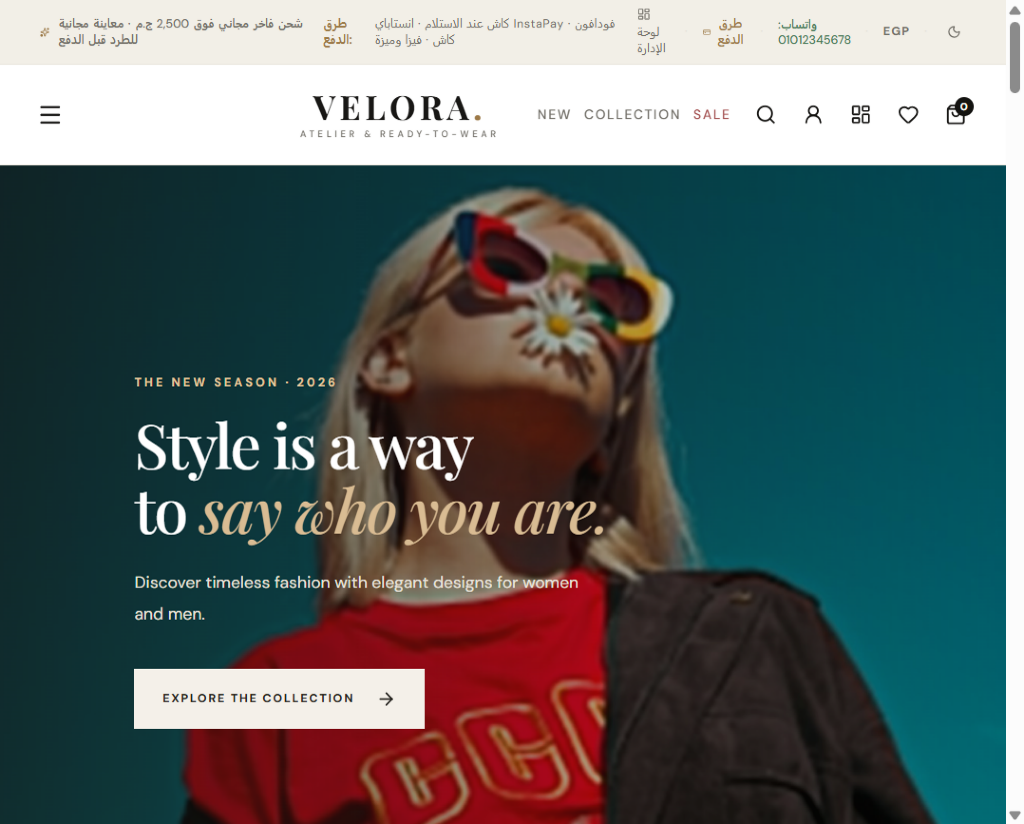 شحن فاخر مجاني فوق 2,500 ج.م · معاينة مجانية
للطرد قبل الدفع
طرق
الدفع:
كاش عند الاستلام · انستاباي InstaPay · فودافون
كاش · فيزا وميزة
لوحة
الإدارة
طرق
الدفع
واتساب:
01012345678
EGP
VELORA.
ATELIER & READY-TO-WEAR
NEW COLLECTION SALE
0
THE NEW SEASON · 2026
Style is a way
to say who you are.
Discover timeless fashion with elegant designs for women
and men.
EXPLORE THE COLLECTION